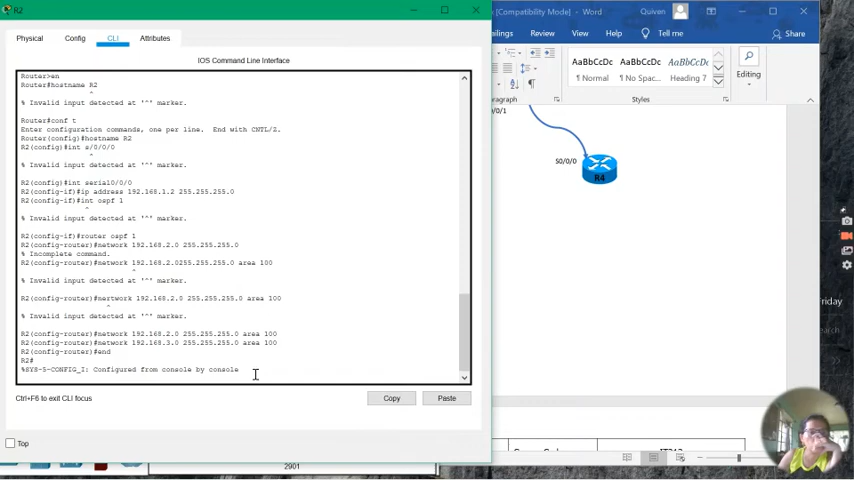 R2
Physical Config CLI Attributes
IOS Command Line Interface
Router>en
Router#hostname R2
^
% Invalid input detected at '^' marker.
Router#conf t
Enter configuration commands, one per line. End with CNTL/Z.
Router(config)#hostname R2
R2(config)#int s/0/0/0
^
% Invalid input detected at '^' marker.
R2(config)#int serial0/0/0
R2(config-if)#ip address 192.168.1.2 255.255.255.0
R2(config-if)#int ospf 1
^
% Invalid input detected at '^' marker.
R2(config-if)#router ospf 1
R2(config-router)#network 192.168.2.0 255.255.255.0
% Incomplete command.
R2(config-router)#network 192.168.2.0255.255.255.0 area 100
^
% Invalid input detected at '^' marker.
R2(config-router)#nertwork 192.168.2.0 255.255.255.0 area 100
^
% Invalid input detected at '^' marker.
R2(config-router)#network 192.168.2.0 255.255.255.0 area 100
R2(config-router)#network 192.168.3.0 255.255.255.0 area 100
R2(config-router)#end
R2#
%SYS-5-CONFIG_I: Configured from console by console
Ctrl+F6 to exit CLI focus
Copy Paste
Top
2901
[Compatibility Mode] - Word Quiven
ailings Review View Help Tell me Share
AaBbCcDc AaBbCcDc AaBbCcDc
¶ Normal ¶ No Spac... Heading 7
Editing
aragraph Styles
0/0/1
S0/0/0
R4
Friday
earch
IT212